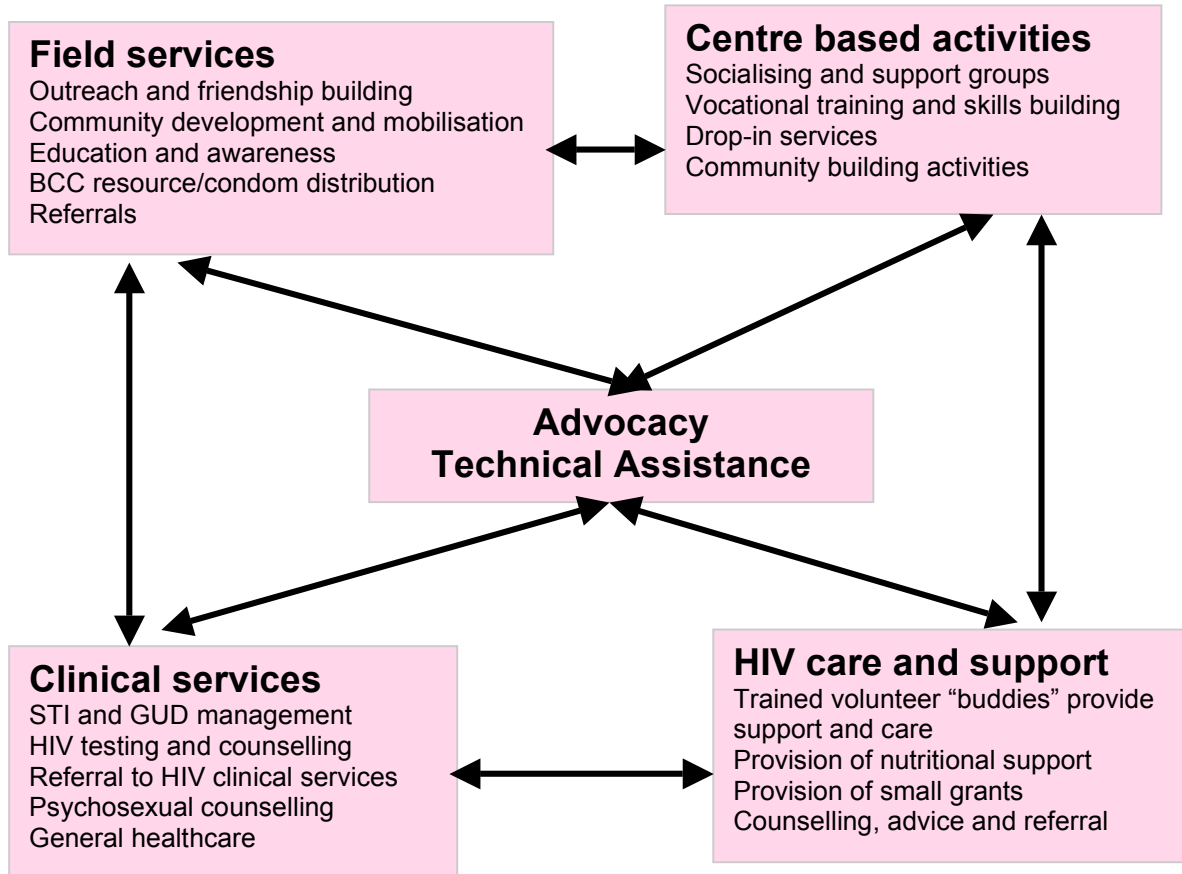 Field services
Outreach and friendship building
Community development and mobilisation
Education and awareness
BCC resource/condom distribution
Referrals
Centre based activities
Socialising and support groups
Vocational training and skills building
Drop-in services
Community building activities
Advocacy
Technical Assistance
Clinical services
STI and GUD management
HIV testing and counselling
Referral to HIV clinical services
Psychosexual counselling
General healthcare
HIV care and support
Trained volunteer “buddies” provide
support and care
Provision of nutritional support
Provision of small grants
Counselling, advice and referral